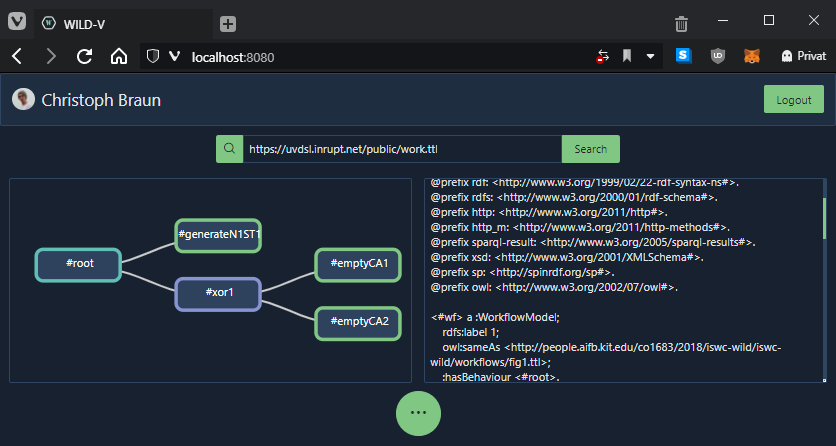 WILD-V
localhost:8080
Privat
Christoph Braun
Logout
https://uvdsl.inrupt.net/public/work.ttl
Search
#generateN1ST1
#root
#emptyCA1
#xor1
#emptyCA2
@prefix rdf: <http://www.w3.org/1999/02/22-rdf-syntax-ns#>.
@prefix rdfs: <http://www.w3.org/2000/01/rdf-schema#>.
@prefix http: <http://www.w3.org/2011/http#>.
@prefix http_m: <http://www.w3.org/2011/http-methods#>.
@prefix sparql-result: <http://www.w3.org/2005/sparql-results#>.
@prefix xsd: <http://www.w3.org/2001/XMLSchema#>.
@prefix sp: <http://spinrdf.org/sp#>.
@prefix owl: <http://www.w3.org/2002/07/owl#>.
<#wf> a :WorkflowModel;
rdfs:label 1;
owl:sameAs <http://people.aifb.kit.edu/co1683/2018/iswc-wild/iswc-
wild/workflows/fig1.ttl>;
:hasBehaviour <#root>.